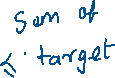 Sum of
≤ target